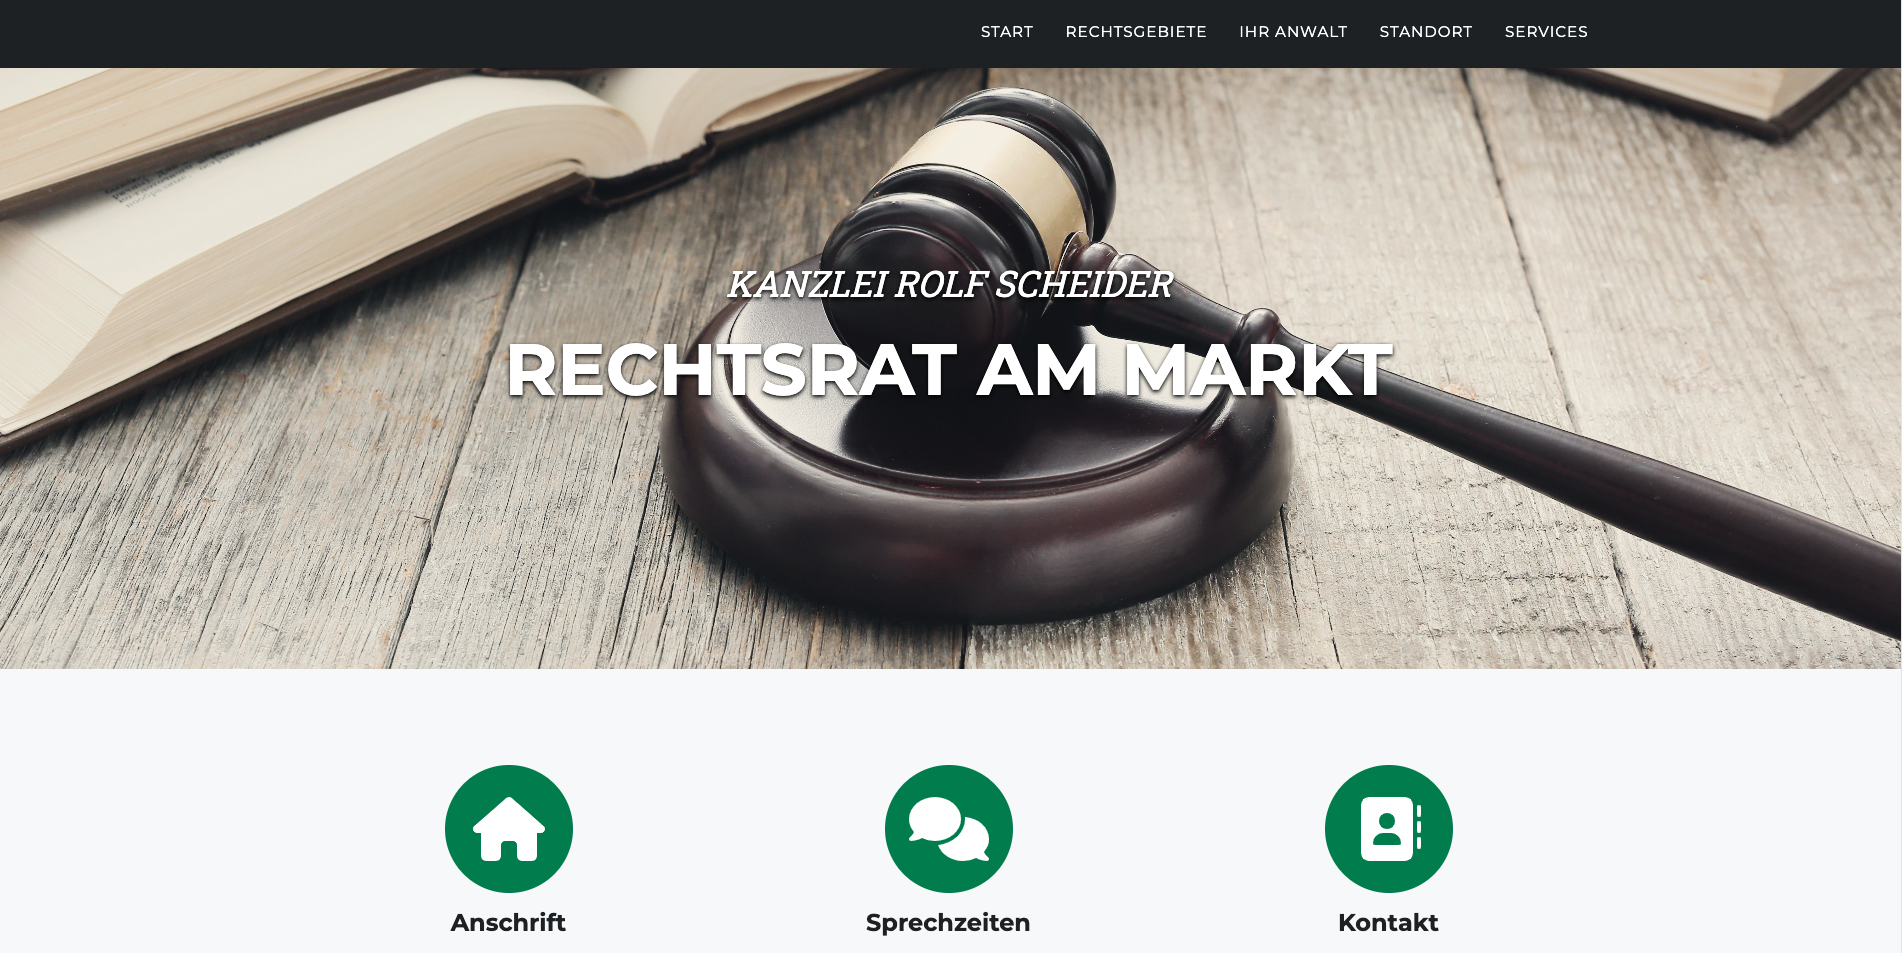 START RECHTSGEBIETE IHR ANWALT STANDORT SERVICES
KANZLEI ROLF SCHEIDER
RECHTSRAT AM MARKT
Anschrift Sprechzeiten Kontakt